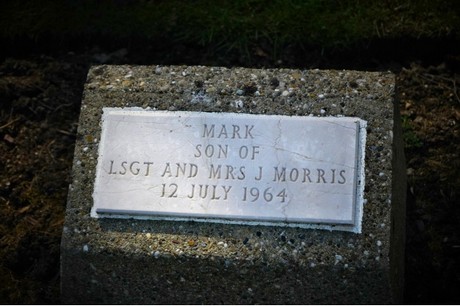 MARK
SON OF
LSGT AND MRS J MORRIS
12 JULY 1964